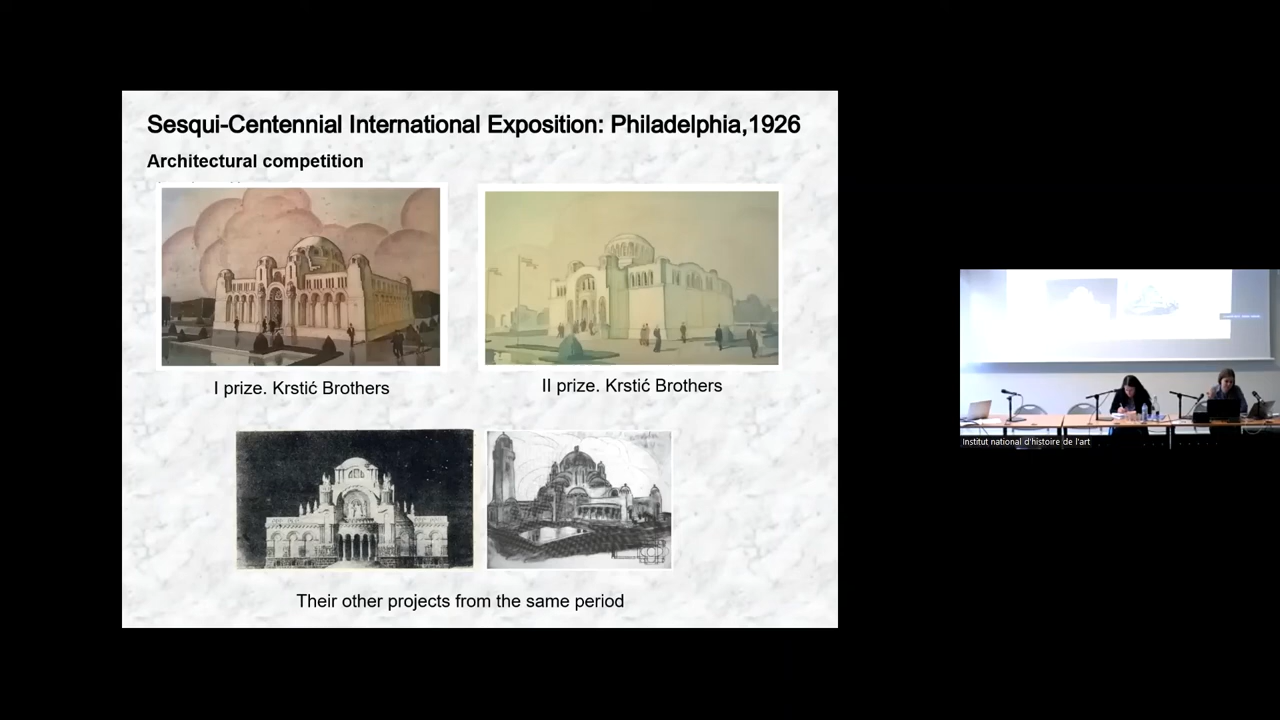 Sesqui-Centennial International Exposition: Philadelphia,1926
Architectural competition
I prize. Krstić Brothers
II prize. Krstić Brothers
Their other projects from the same period
Institut national d'histoire de l'art